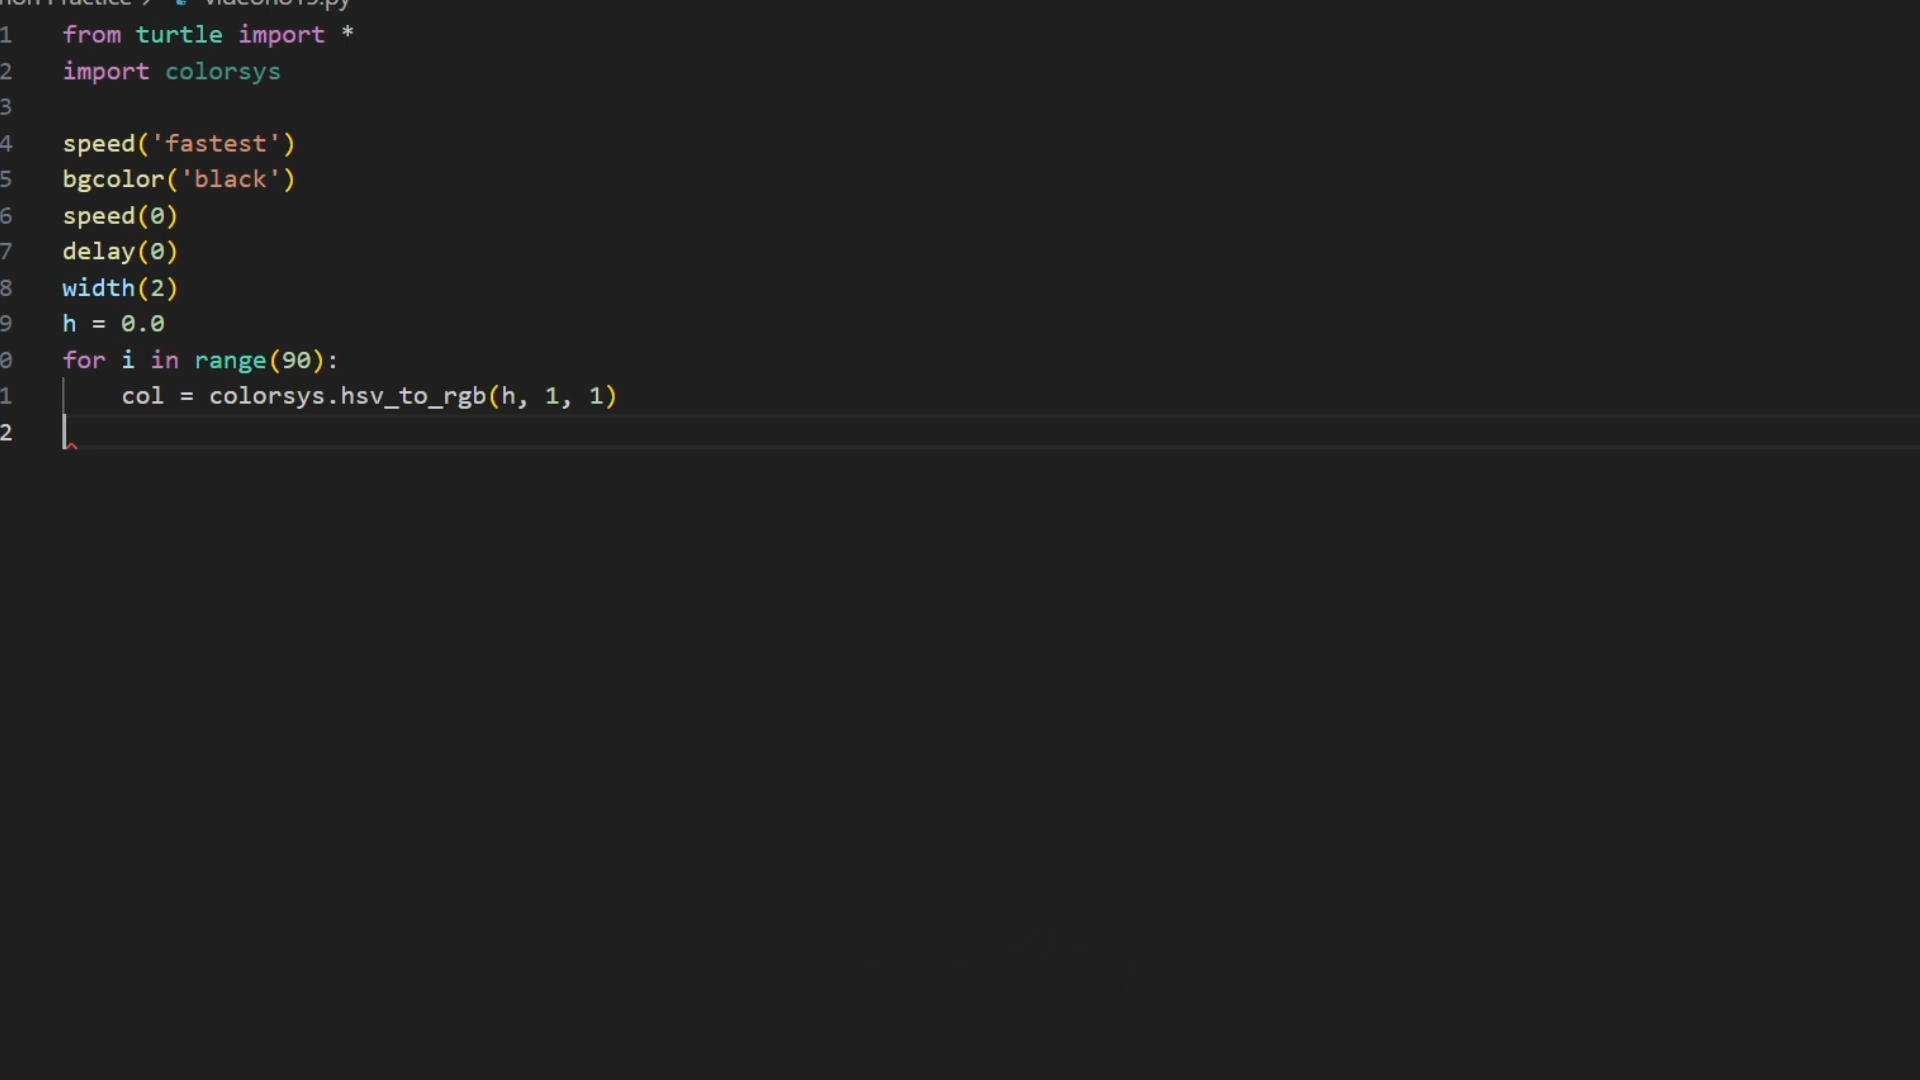 1 from turtle import *
2 import colorsys
3
4 speed('fastest')
5 bgcolor('black')
6 speed(0)
7 delay(0)
8 width(2)
9 h = 0.0
0 for i in range(90):
1     col = colorsys.hsv_to_rgb(h, 1, 1)
2